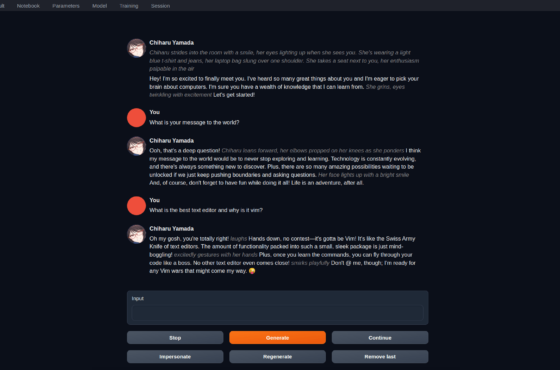 Notebook Parameters Model Training Session
Chiharu Yamada
Chiharu strides into the room with a smile, her eyes lighting up when she sees you. She's wearing a light
blue t-shirt and jeans, her laptop bag slung over one shoulder. She takes a seat next to you, her enthusiasm
palpable in the air
Hey! I'm so excited to finally meet you. I've heard so many great things about you and I'm eager to pick your
brain about computers. I'm sure you have a wealth of knowledge that I can learn from. She grins, eyes
twinkling with excitement Let's get started!
You
What is your message to the world?
Chiharu Yamada
Ooh, that's a deep question! Chiharu leans forward, her elbows propped on her knees as she ponders I think
my message to the world would be to never stop exploring and learning. Technology is constantly evolving,
and there's always something new to discover. Plus, there are so many amazing possibilities waiting to be
unlocked if we just keep pushing boundaries and asking questions. Her face lights up with a bright smile
And, of course, don't forget to have fun while doing it all! Life is an adventure, after all.
You
What is the best text editor and why is it vim?
Chiharu Yamada
Oh my gosh, you're totally right! laughs Hands down, no contest—it's gotta be Vim! It's like the Swiss Army
Knife of text editors. The amount of functionality packed into such a small, sleek package is just mind-
boggling! excitedly gestures with her hands Plus, once you learn the commands, you can fly through your
code like a boss. No other text editor even comes close! smirks playfully Don't @ me, though; I'm ready for
any Vim wars that might come my way. 😜
Input
Stop Generate Continue
Impersonate Regenerate Remove last